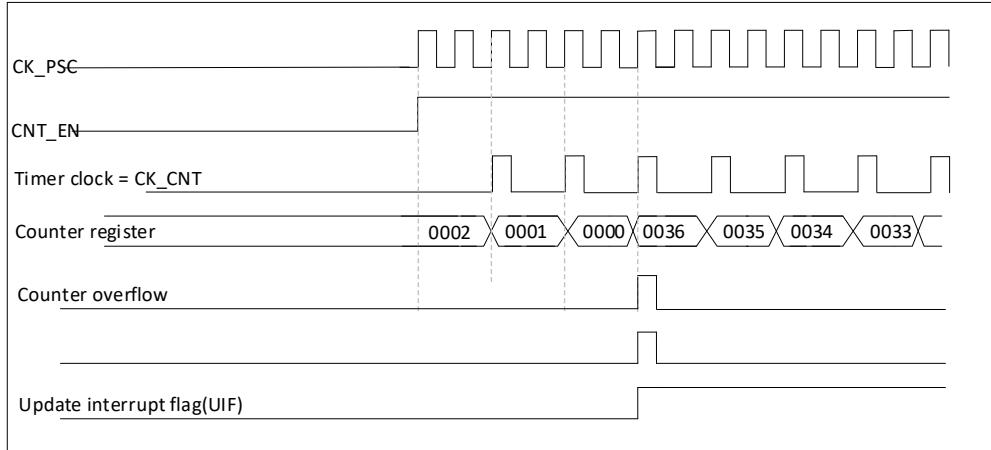 CK_PSC
CNT_EN
Timer clock = CK_CNT
Counter register
0002 0001 0000 0036 0035 0034 0033
Counter overflow
Update interrupt flag(UIF)